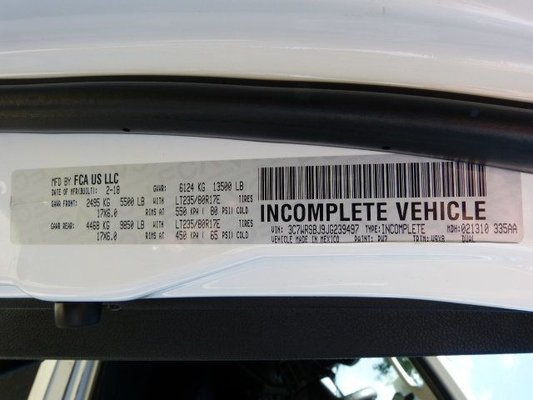 MFD BY FCA US LLC
DATE OF MFR(BUILT): 2-18 GVWR: 6124 KG 13500 LB
GAWR FRONT: 2495 KG 5500 LB WITH LT235/80R17E TIRES
17X6.0 RIMS AT 550 KPA ( 80 PSI) COLD
GAWR REAR: 4468 KG 9850 LB WITH LT235/80R17E TIRES
17X6.0 RIMS AT 450 KPA ( 65 PSI) COLD
INCOMPLETE VEHICLE
VIN: 3C7WRSBJ9JG239497 TYPE: INCOMPLETE MDH: 021310 335AA
VEHICLE MADE IN MEXICO PAINT: PW7 TRIM: DUAL